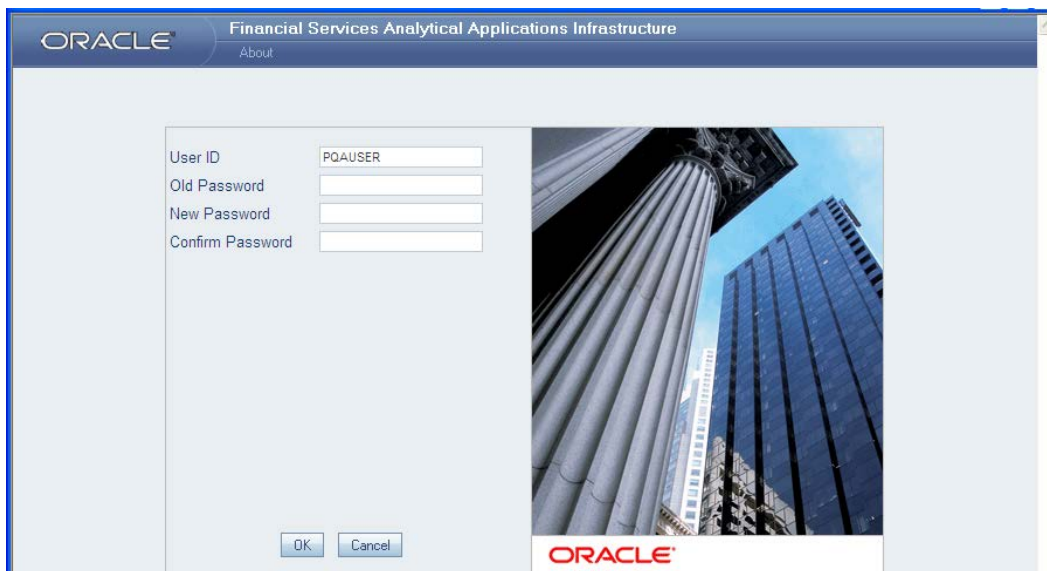 ORACLE
Financial Services Analytical Applications Infrastructure
About
User ID PQAUSER
Old Password
New Password
Confirm Password
OK Cancel
ORACLE